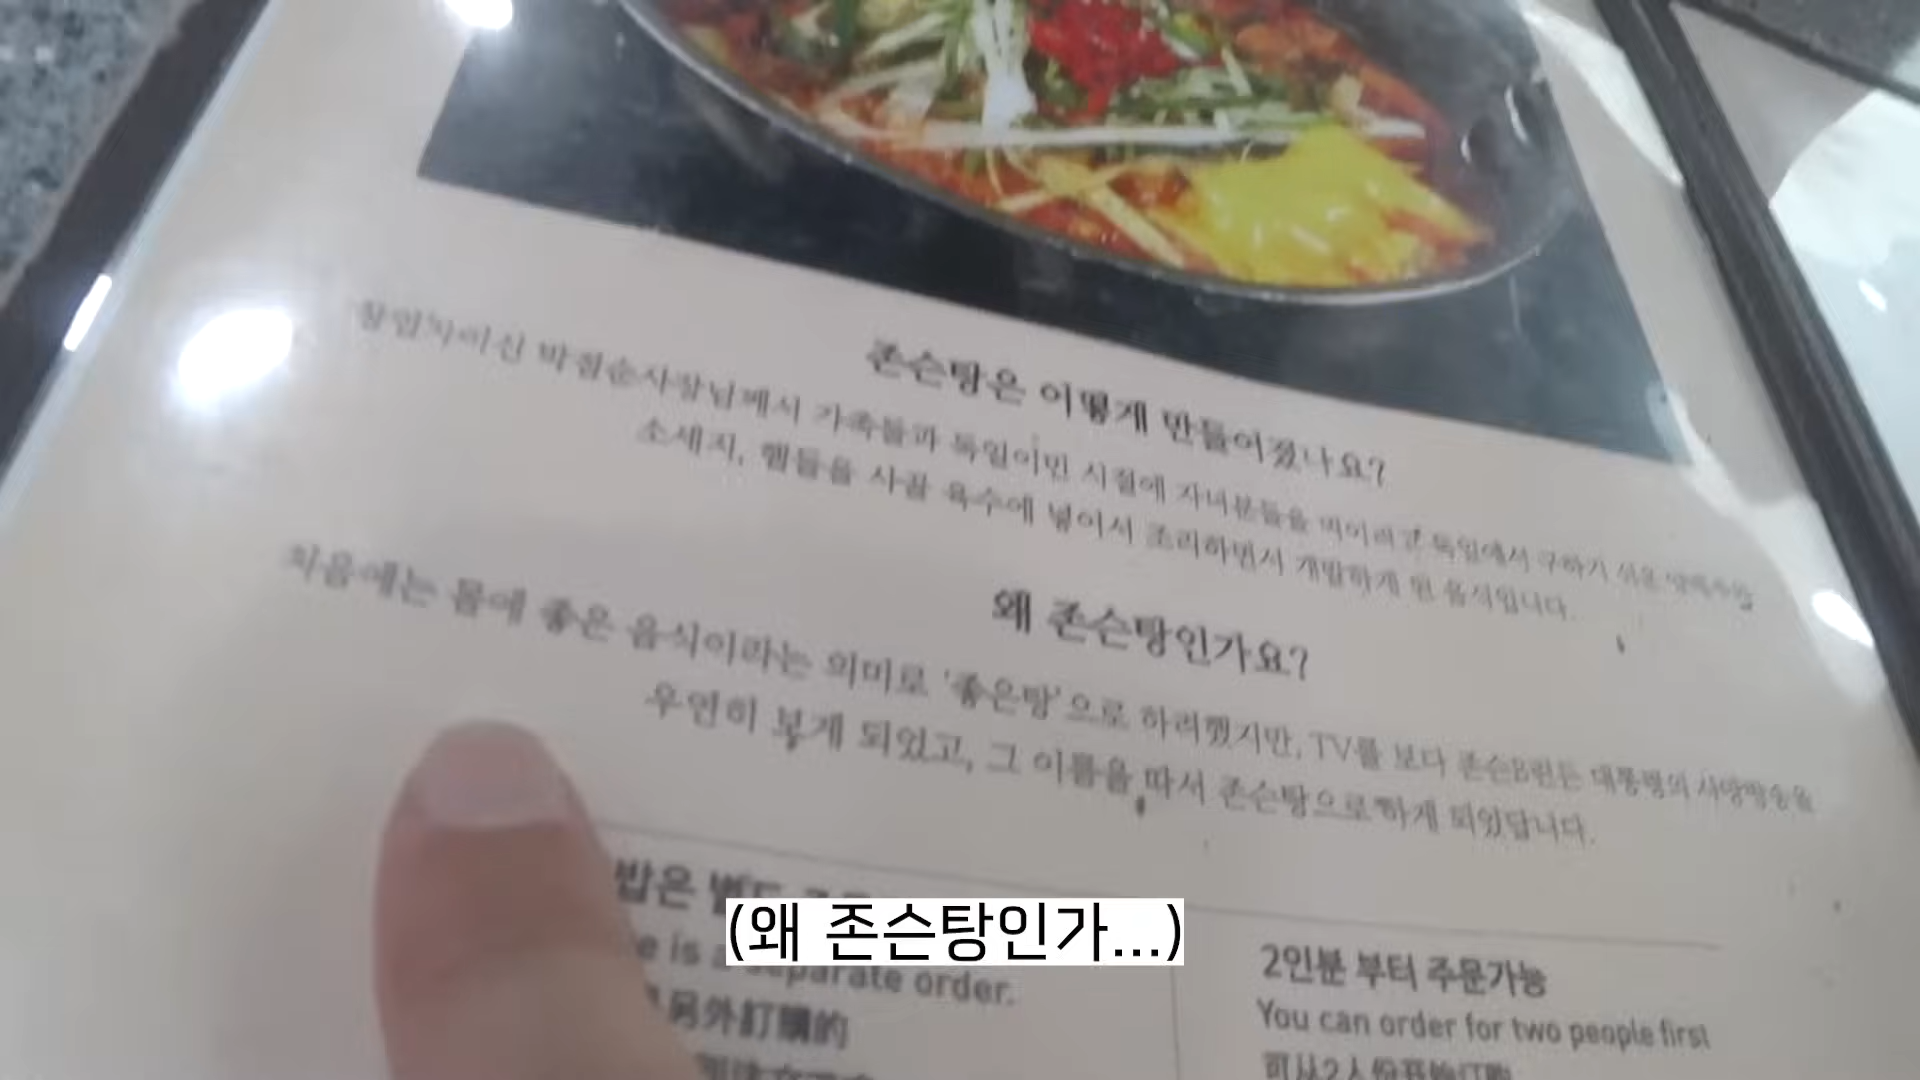 존슨탕은 어떻게 만들어졌나요?
창업자이신 박점순사장님께서 가족들과 독일이민 시절에 자녀분들을 먹이려고 독일에서 구하기 쉬운
소세지, 햄들을 사골 육수에 넣어서 조리하면서 개발하게 된 음식입니다.
왜 존슨탕인가요?
처음에는 몸에 좋은 음식이라는 의미로 '좋은탕'으로 하려했지만, TV를 보다 존슨B린든 대통령의 사망방송을
우연히 보게 되었고, 그 이름을 따서 존슨탕으로 하게 되었답니다.
밥은
(왜 존슨탕인가...)
is a separate order.
另外訂購的
2인분 부터 주문가능
You can order for two people first